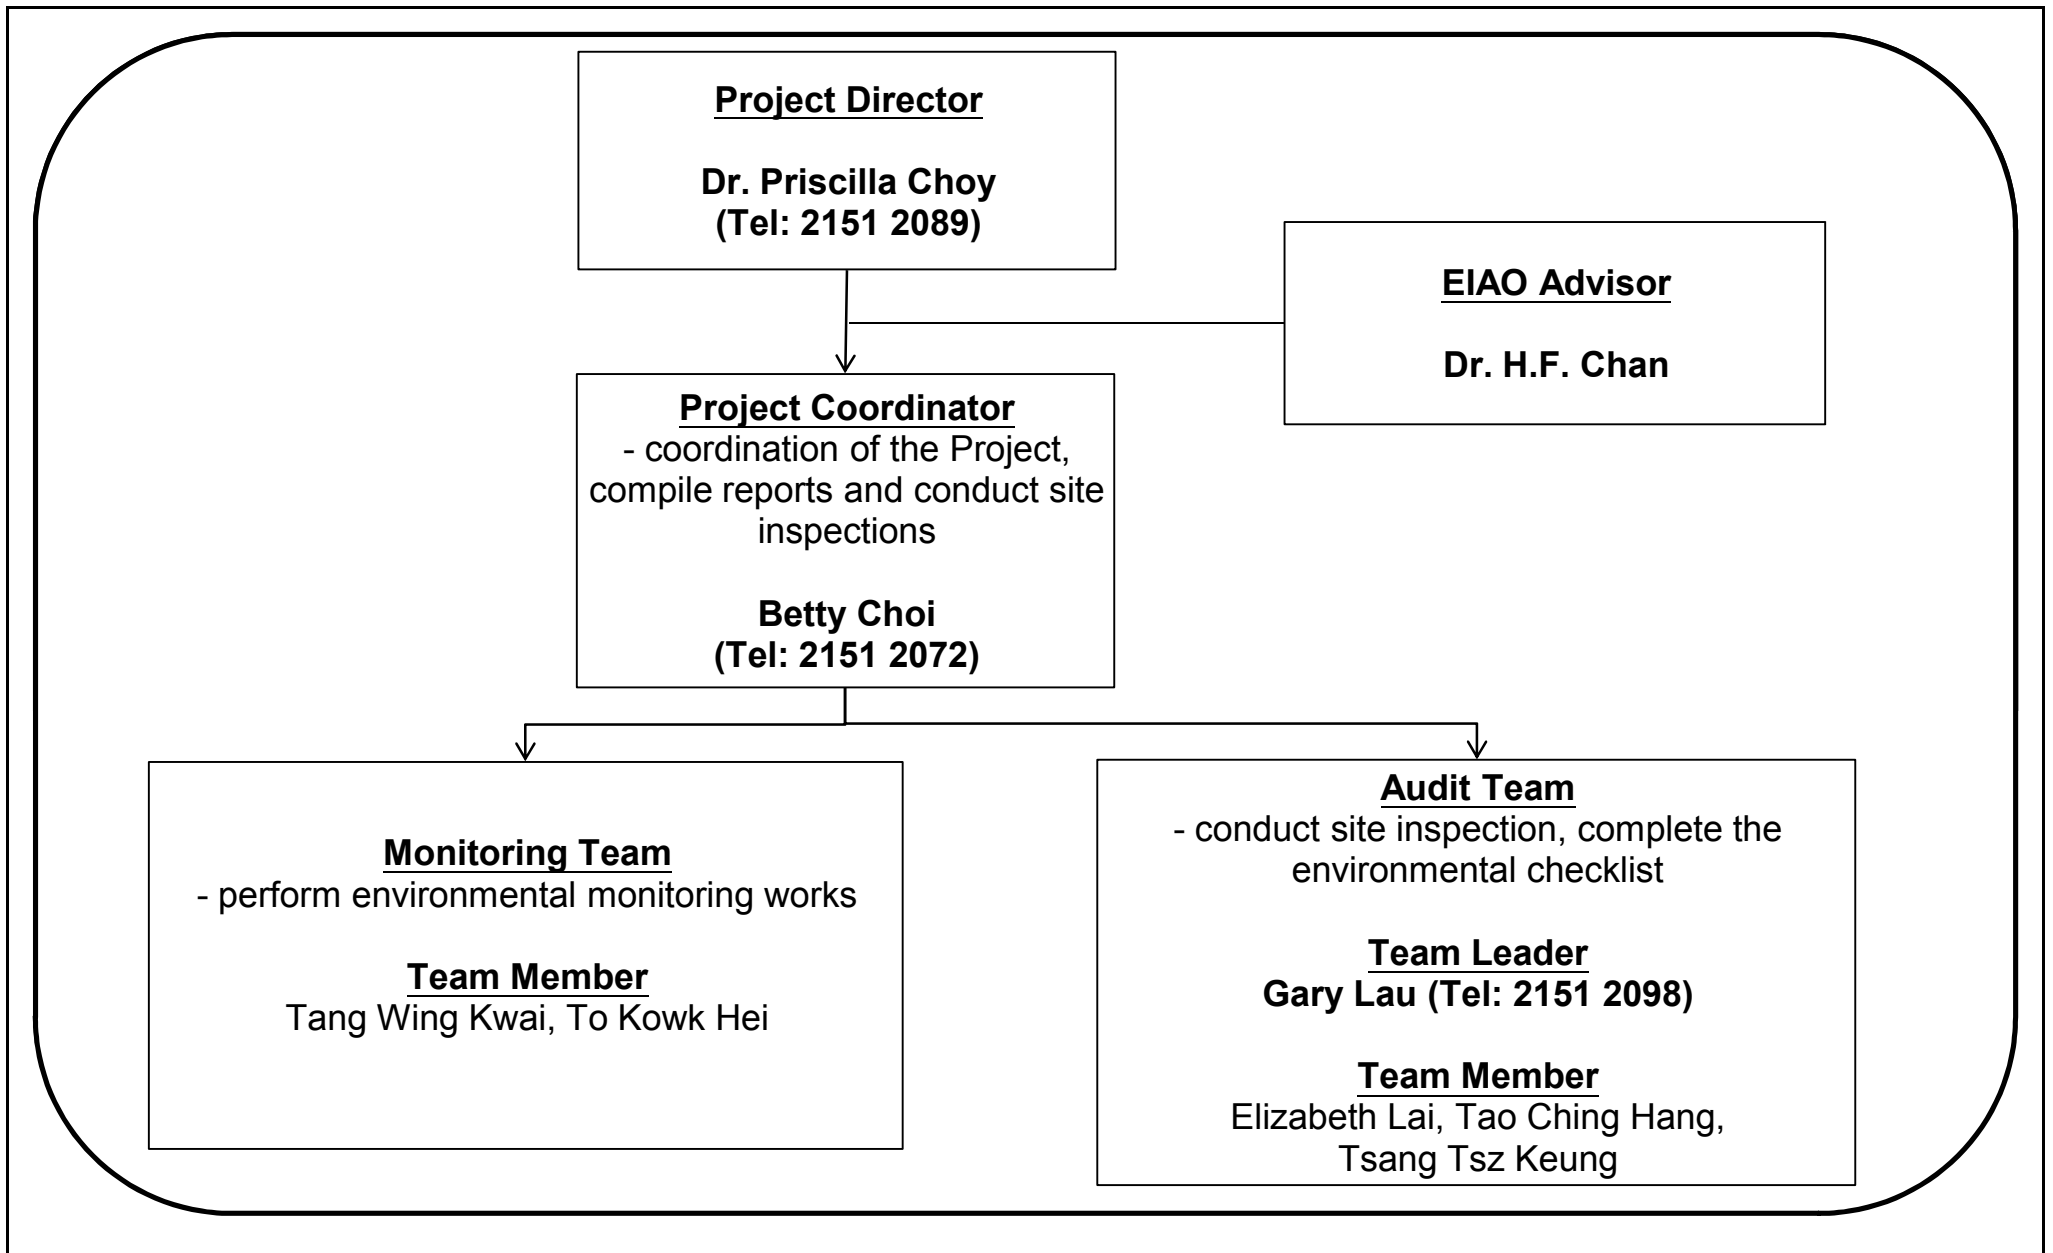 Project Director
Dr. Priscilla Choy
(Tel: 2151 2089)
EIAO Advisor
Dr. H.F. Chan
Project Coordinator
- coordination of the Project,
compile reports and conduct site
inspections
Betty Choi
(Tel: 2151 2072)
Monitoring Team
- perform environmental monitoring works
Team Member
Tang Wing Kwai, To Kowk Hei
Audit Team
- conduct site inspection, complete the
environmental checklist
Team Leader
Gary Lau (Tel: 2151 2098)
Team Member
Elizabeth Lai, Tao Ching Hang,
Tsang Tsz Keung